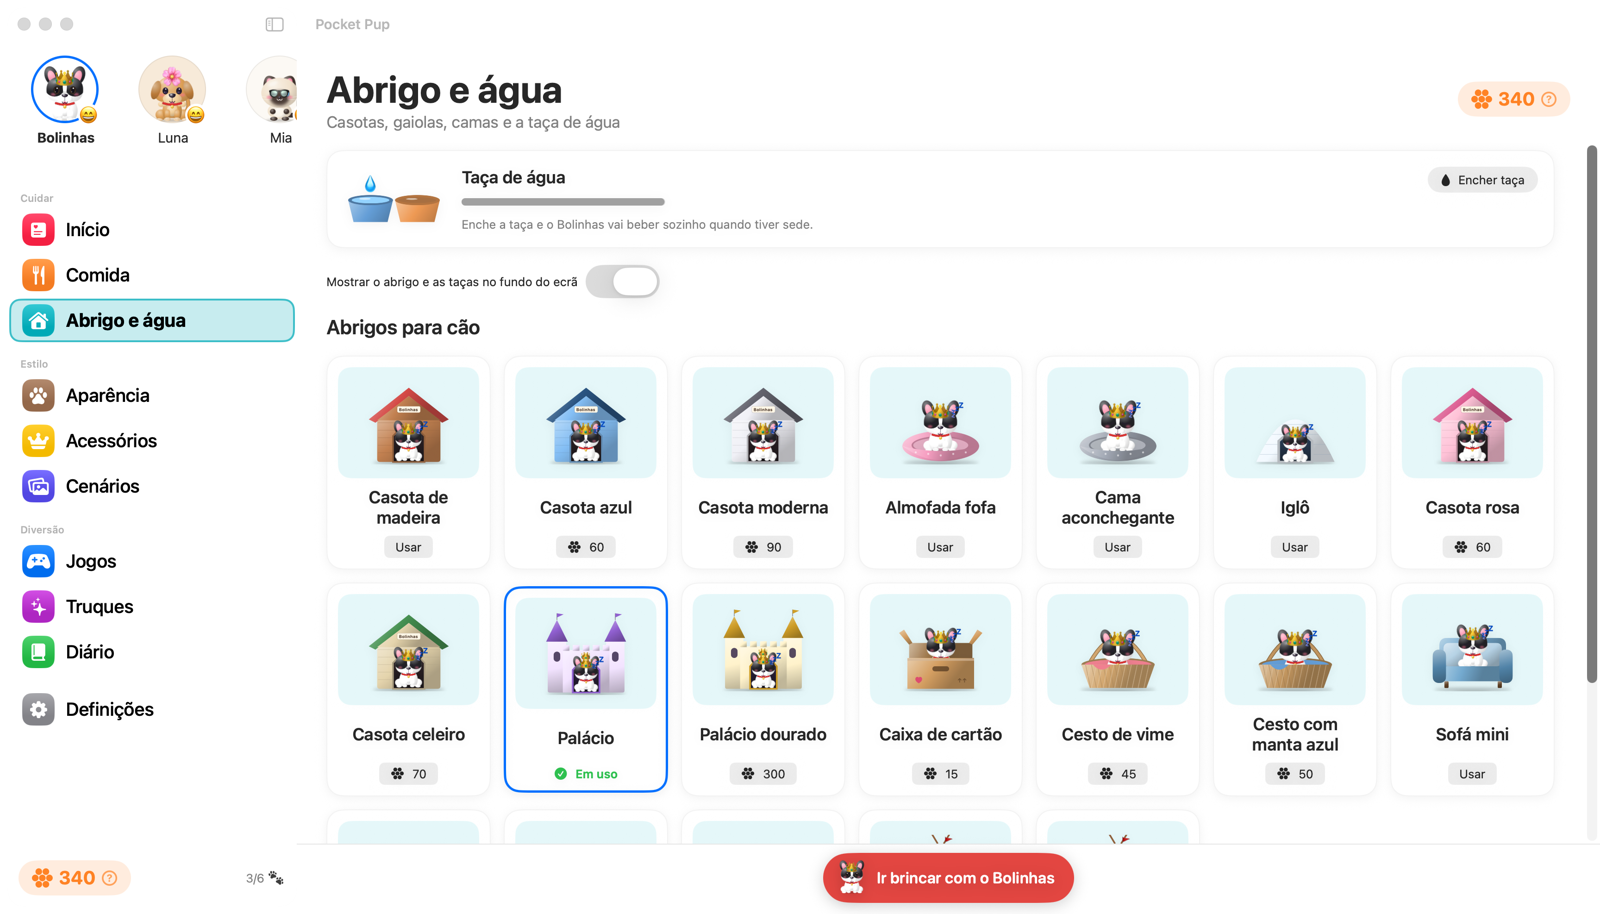 Pocket Pup
Bolinhas
Luna
Mia
Cuidar
Início
Comida
Abrigo e água
Estilo
Aparência
Acessórios
Cenários
Diversão
Jogos
Truques
Diário
Definições
340
3/6
Abrigo e água
Casotas, gaiolas, camas e a taça de água
340
Taça de água
Enche a taça e o Bolinhas vai beber sozinho quando tiver sede.
Encher taça
Mostrar o abrigo e as taças no fundo do ecrã
Abrigos para cão
Bolinhas
Casota de
madeira
Usar
Bolinhas
Casota azul
60
Bolinhas
Casota moderna
90
Almofada fofa
Usar
Cama
aconchegante
Usar
Iglô
Usar
Bolinhas
Casota rosa
60
Bolinhas
Casota celeiro
70
Palácio
Em uso
Palácio dourado
300
Caixa de cartão
15
Cesto de vime
45
Cesto com
manta azul
50
Sofá mini
Usar
Ir brincar com o Bolinhas